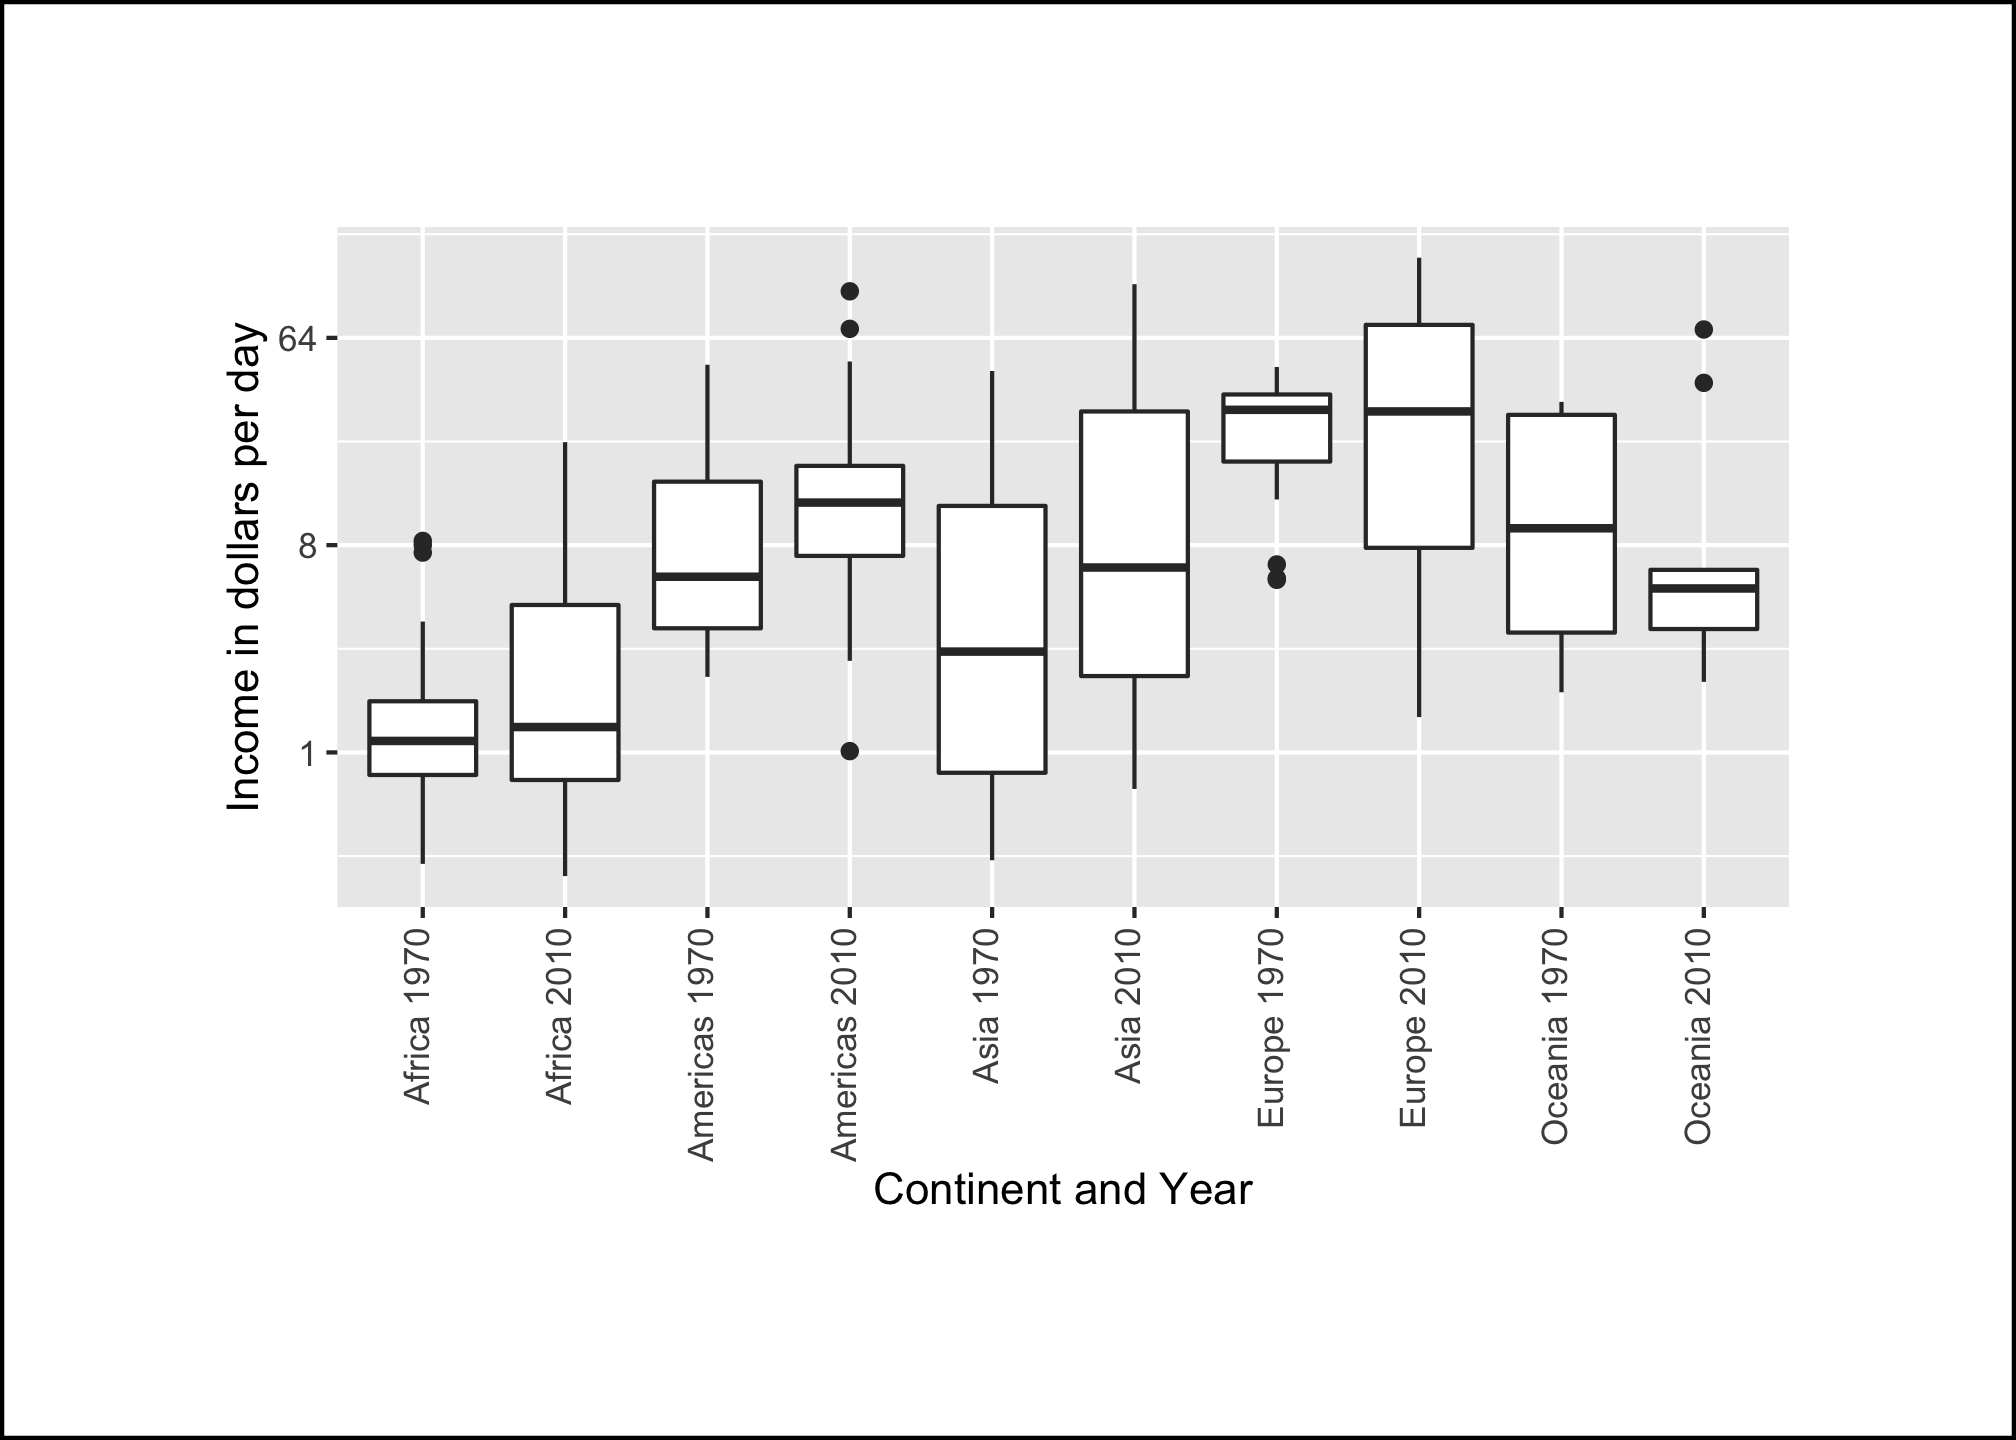 Income in dollars per day
64
8
1
Africa 1970
Africa 2010
Americas 1970
Americas 2010
Asia 1970
Asia 2010
Europe 1970
Europe 2010
Oceania 1970
Oceania 2010
Continent and Year